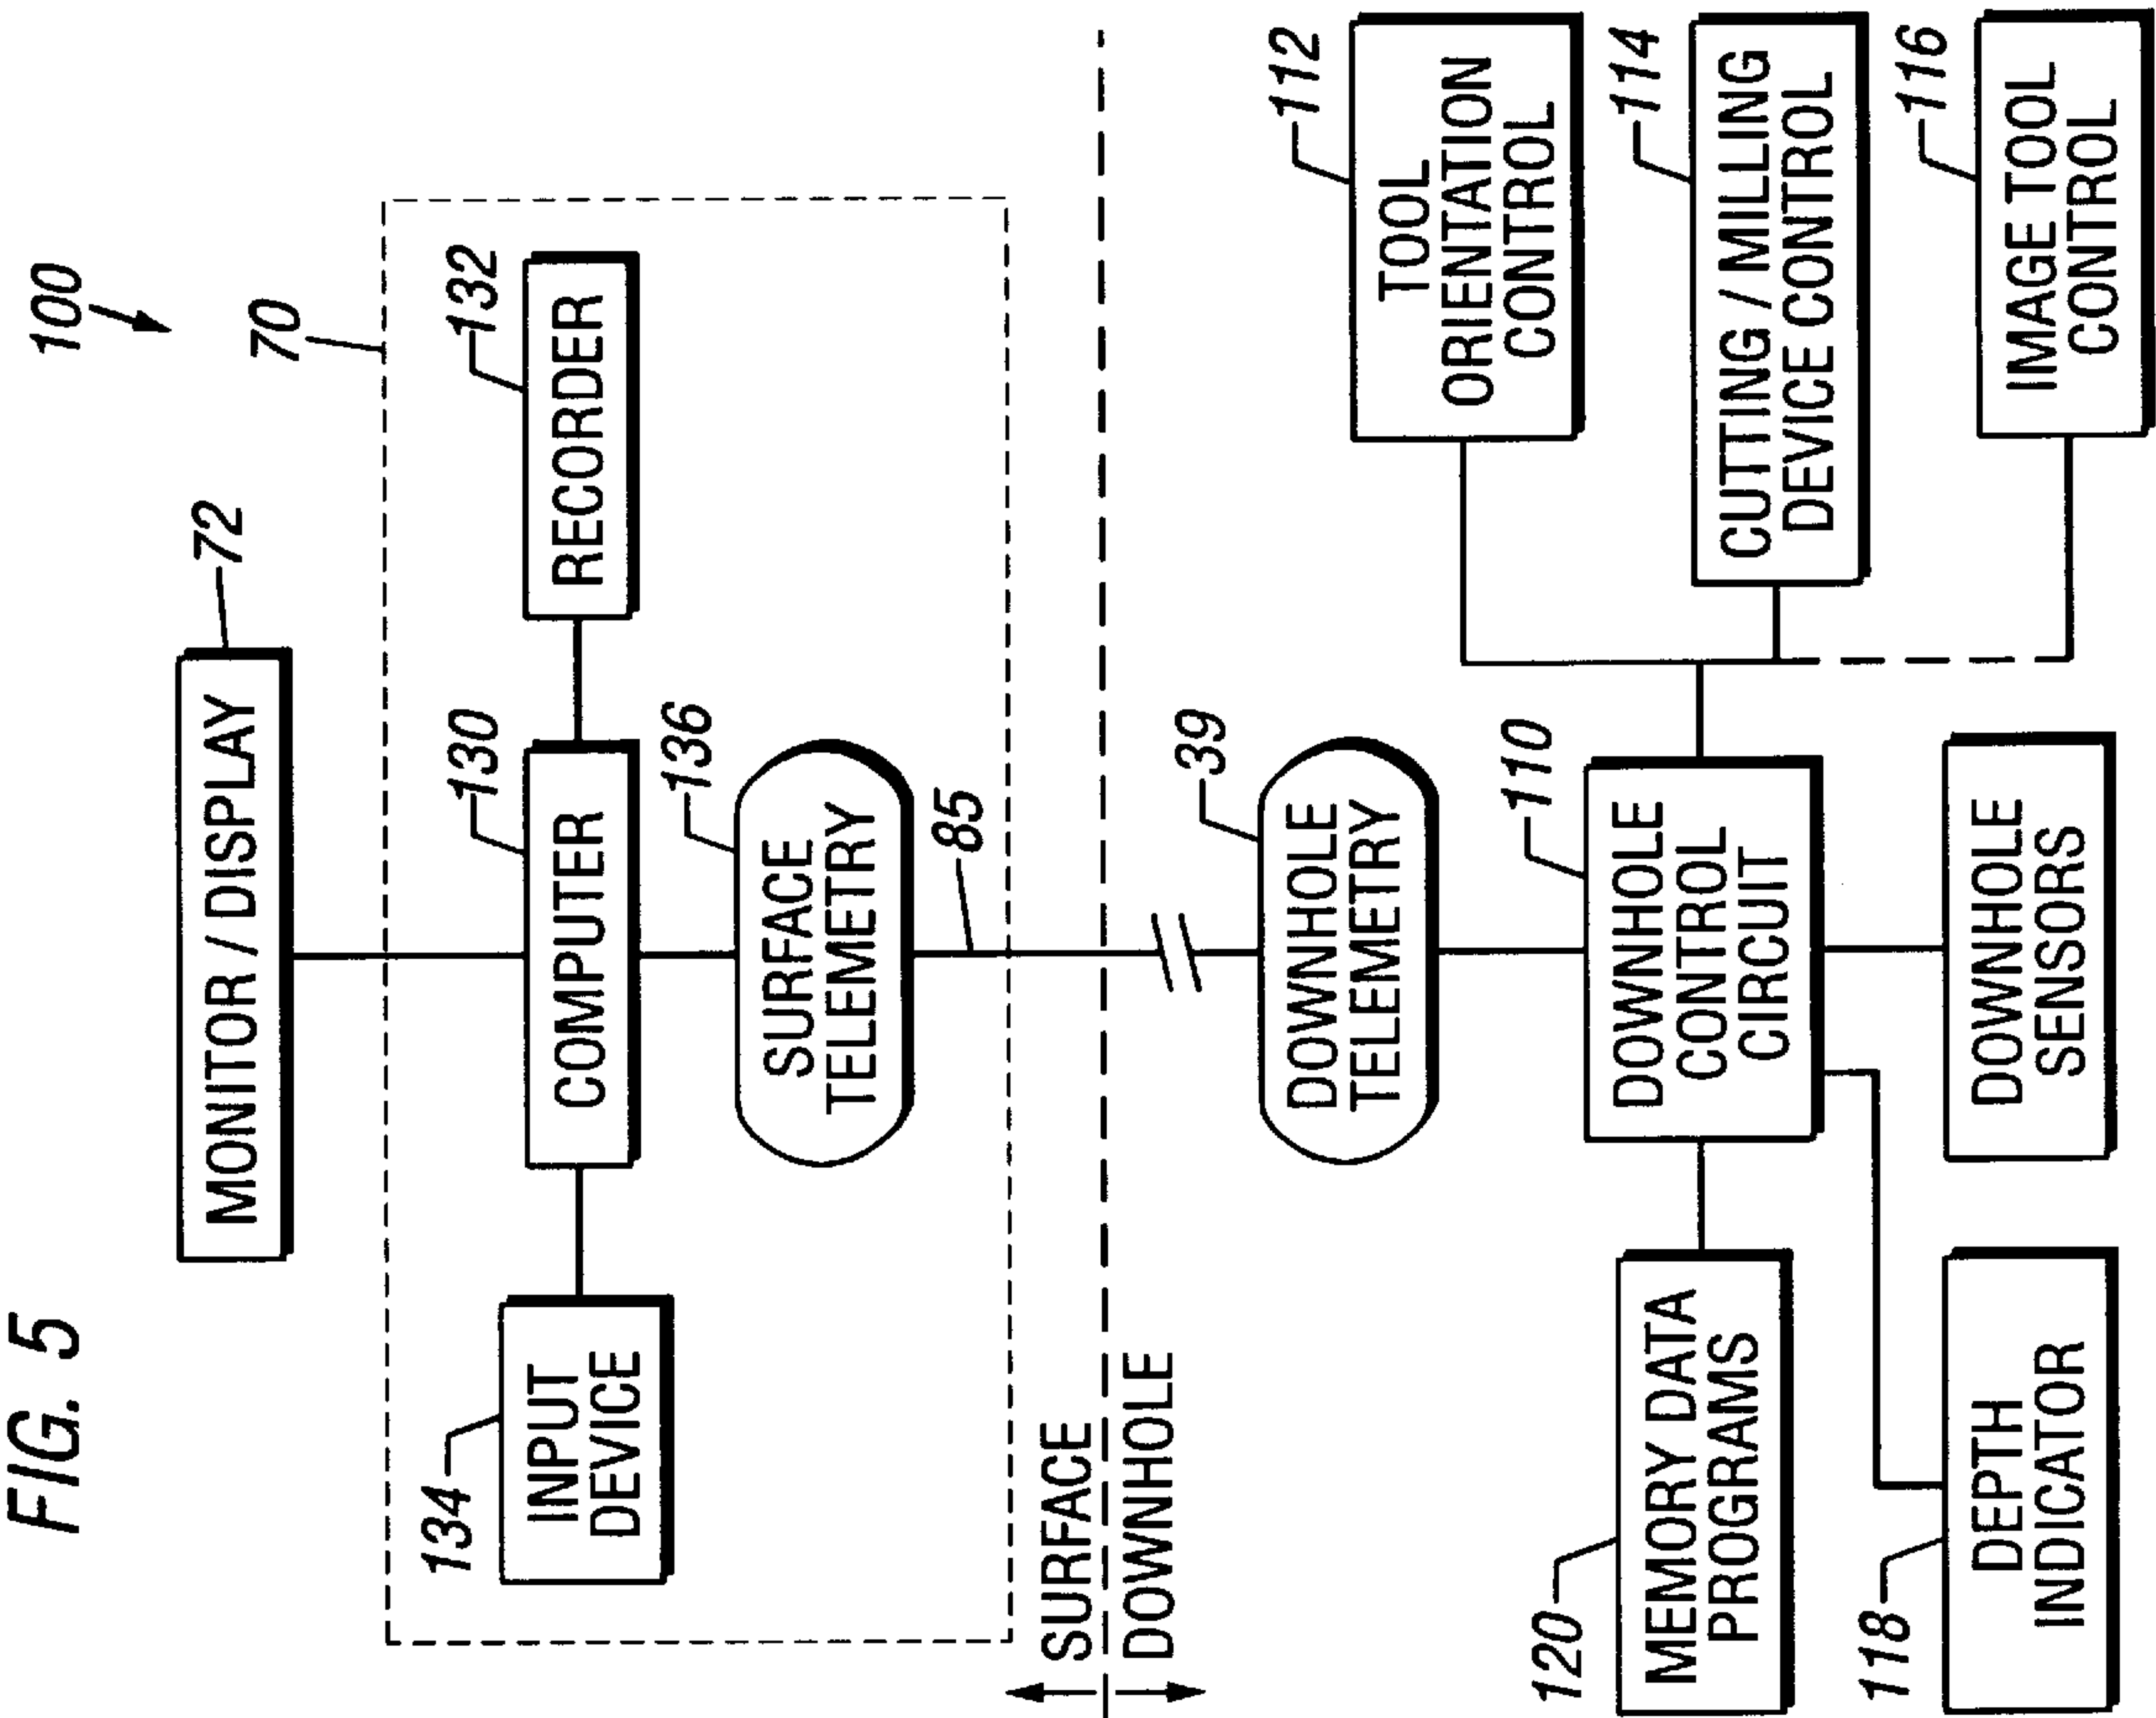 FIG. 5
100
70
72
MONITOR / DISPLAY
134
INPUT
DEVICE
130
COMPUTER
132
RECORDER
136
SURFACE
TELEMETRY
85
SURFACE
DOWNHOLE
39
DOWNHOLE
TELEMETRY
110
DOWNHOLE
CONTROL
CIRCUIT
112
TOOL
ORIENTATION
CONTROL
114
CUTTING / MILLING
DEVICE CONTROL
116
IMAGE TOOL
CONTROL
120
MEMORY DATA
PROGRAMS
118
DEPTH
INDICATOR
DOWNHOLE
SENSORS